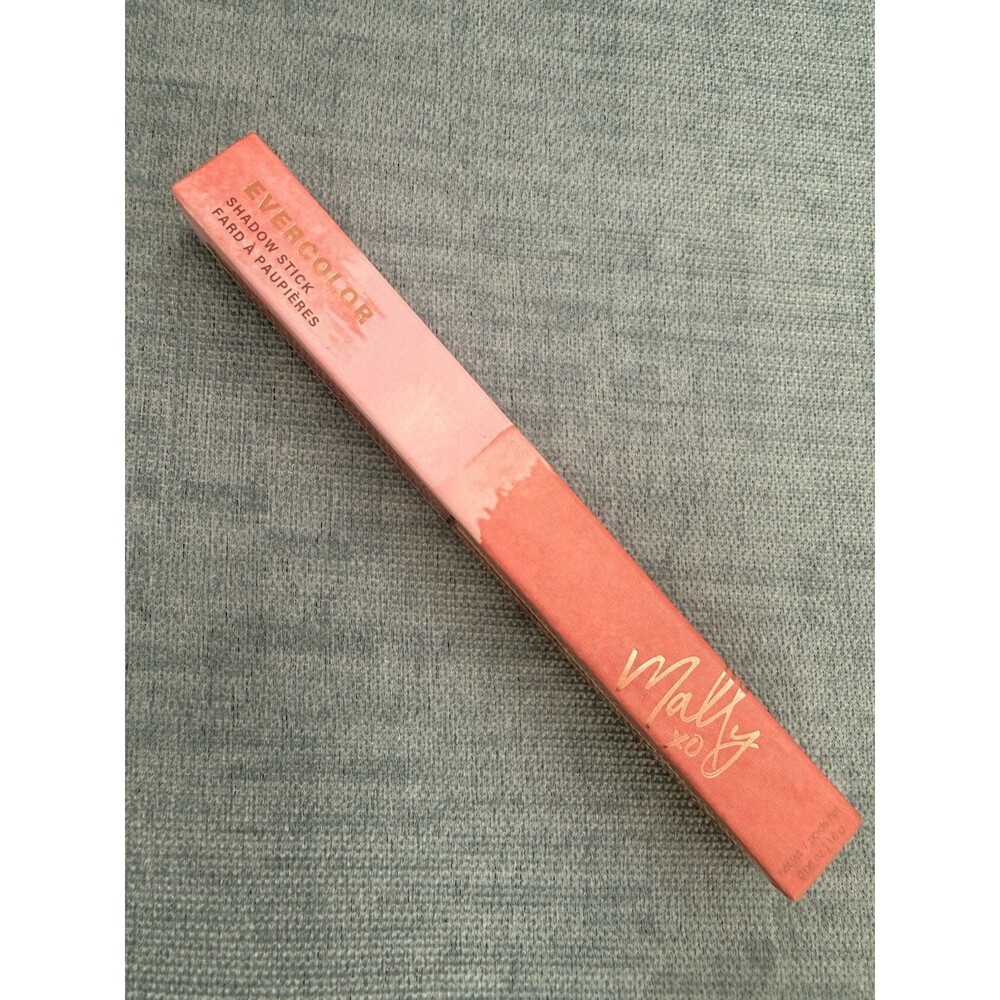 EVERCOLOR
SHADOW STICK
FARD À PAUPIÈRES
Mally
xo